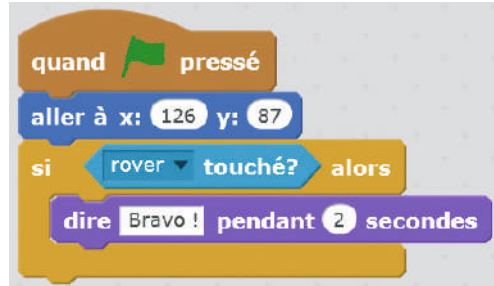 quand pressé
aller à x: 126 y: 87
si rover touché? alors
dire Bravo ! pendant 2 secondes